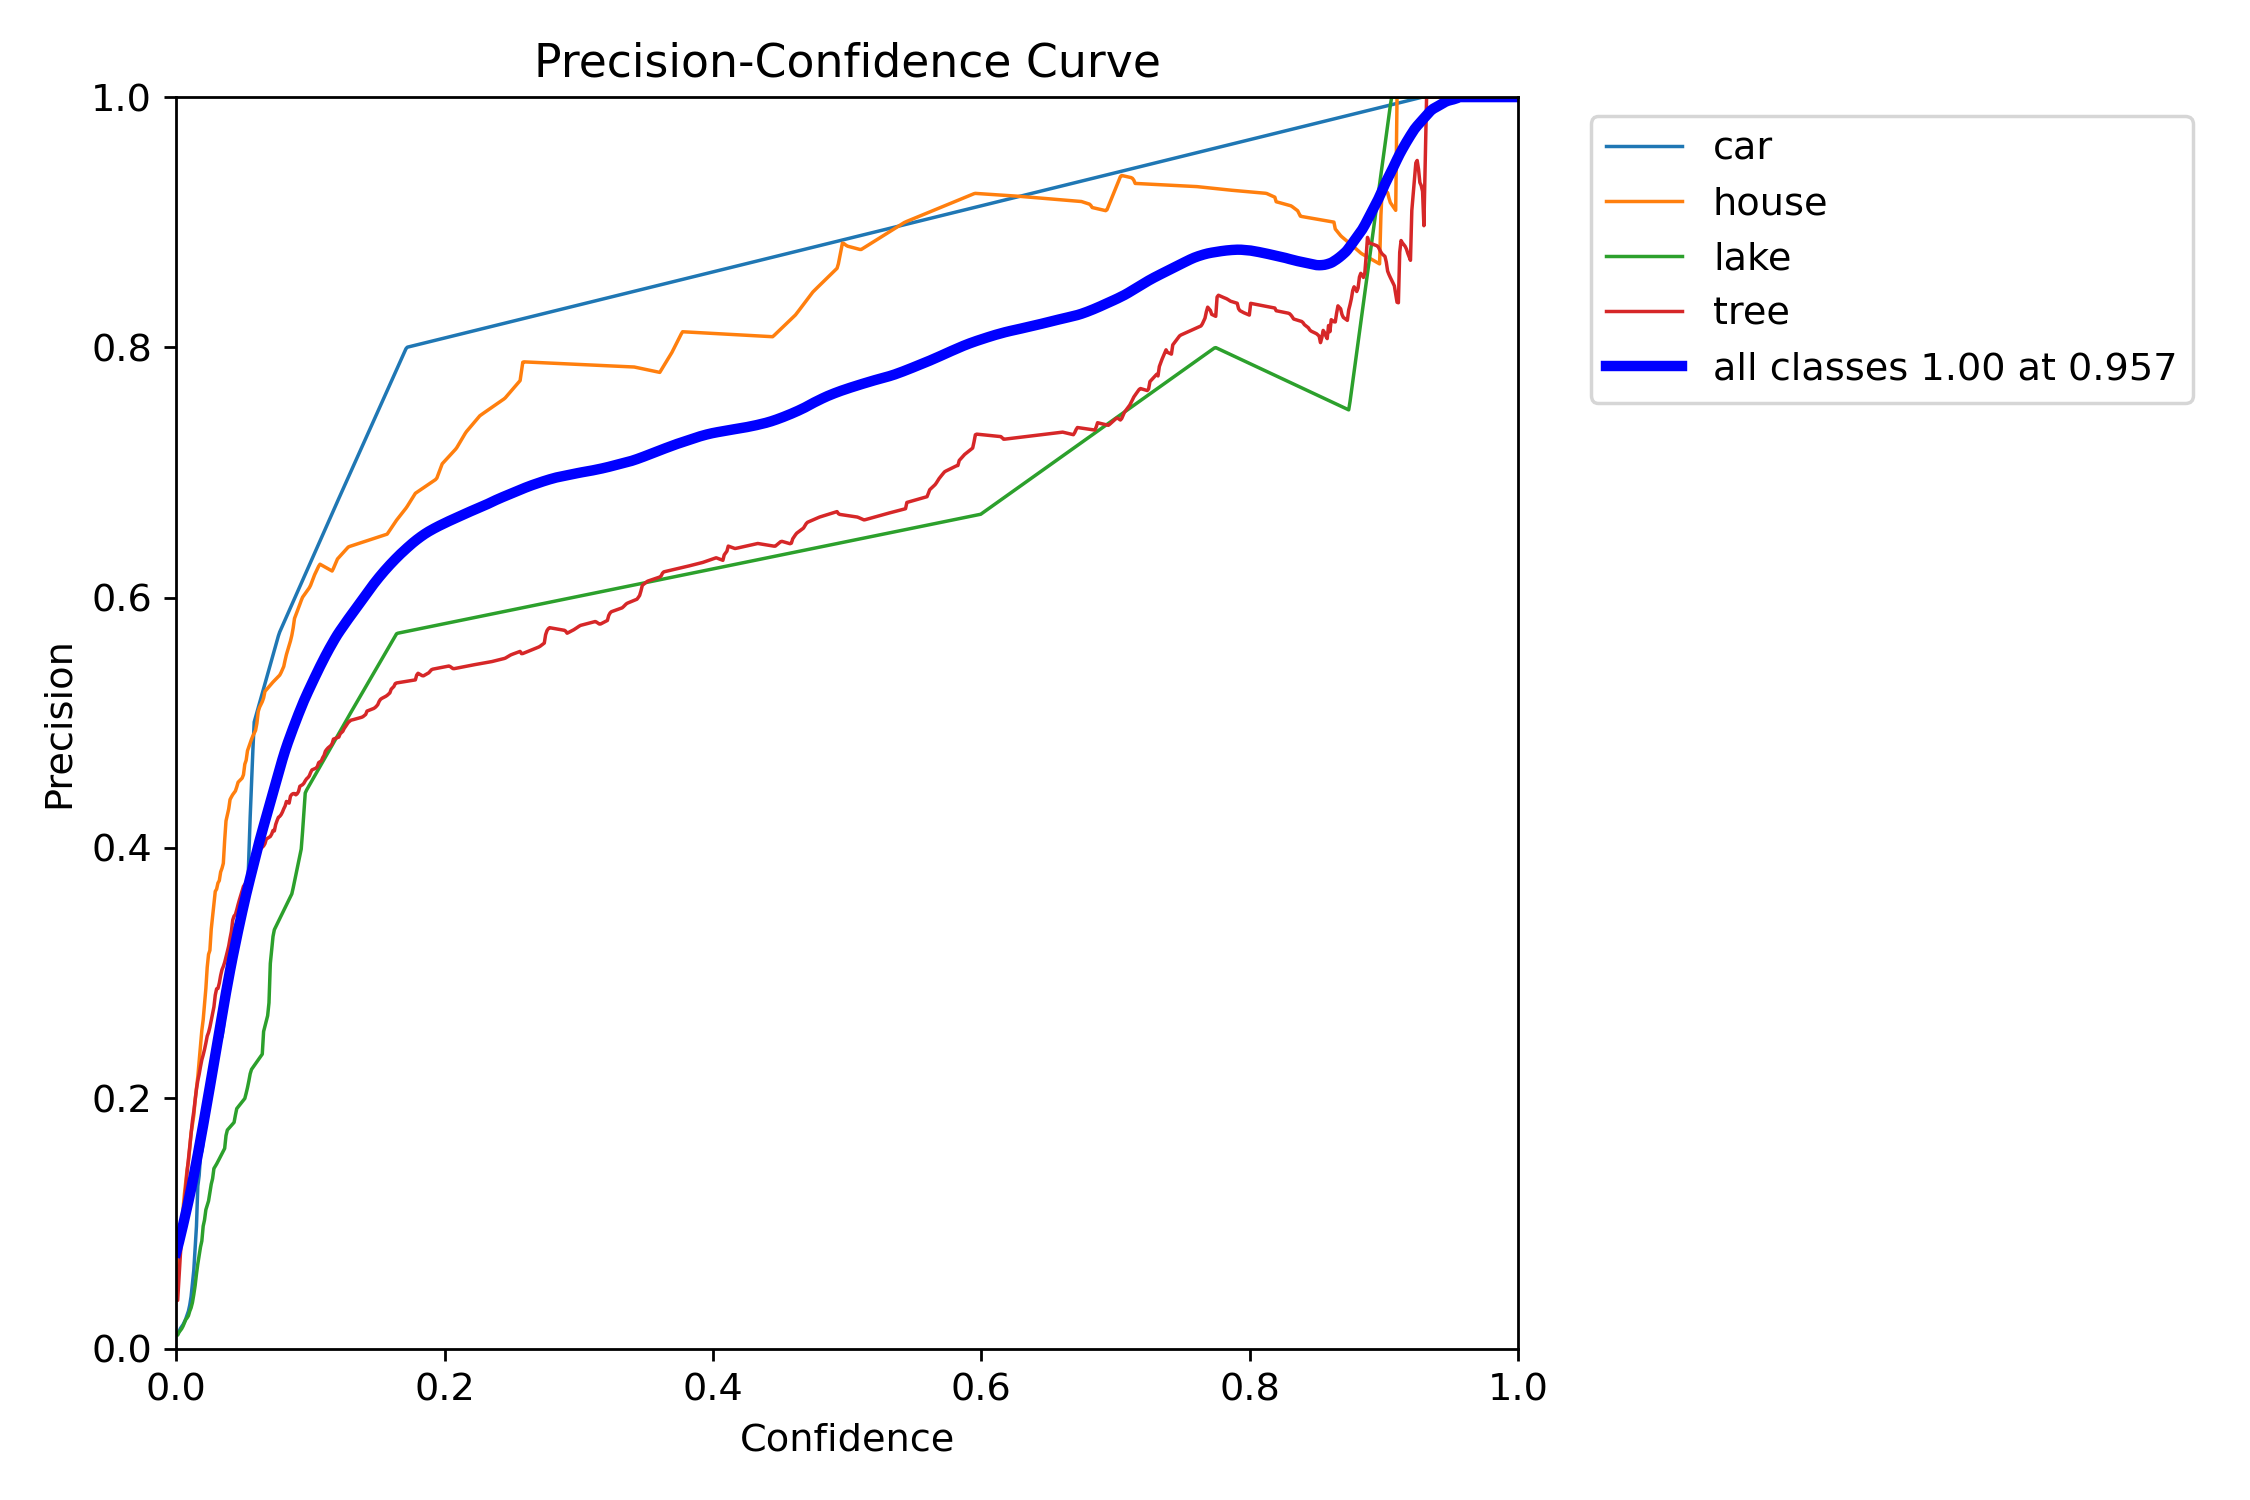 Precision-Confidence Curve
1.0
0.8
0.6
0.4
0.2
0.0
Precision
0.0 0.2 0.4 0.6 0.8 1.0
Confidence
car
house
lake
tree
all classes 1.00 at 0.957